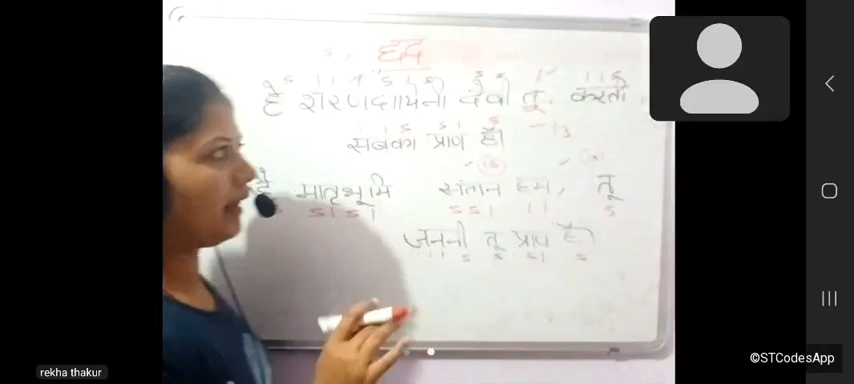 छंद
हे शरणदायिनी देवी तू, करती
सबका त्राण है।
हे मातृभूमि संतान हम, तू
जननी तू प्राण है।
rekha thakur
©STCodesApp